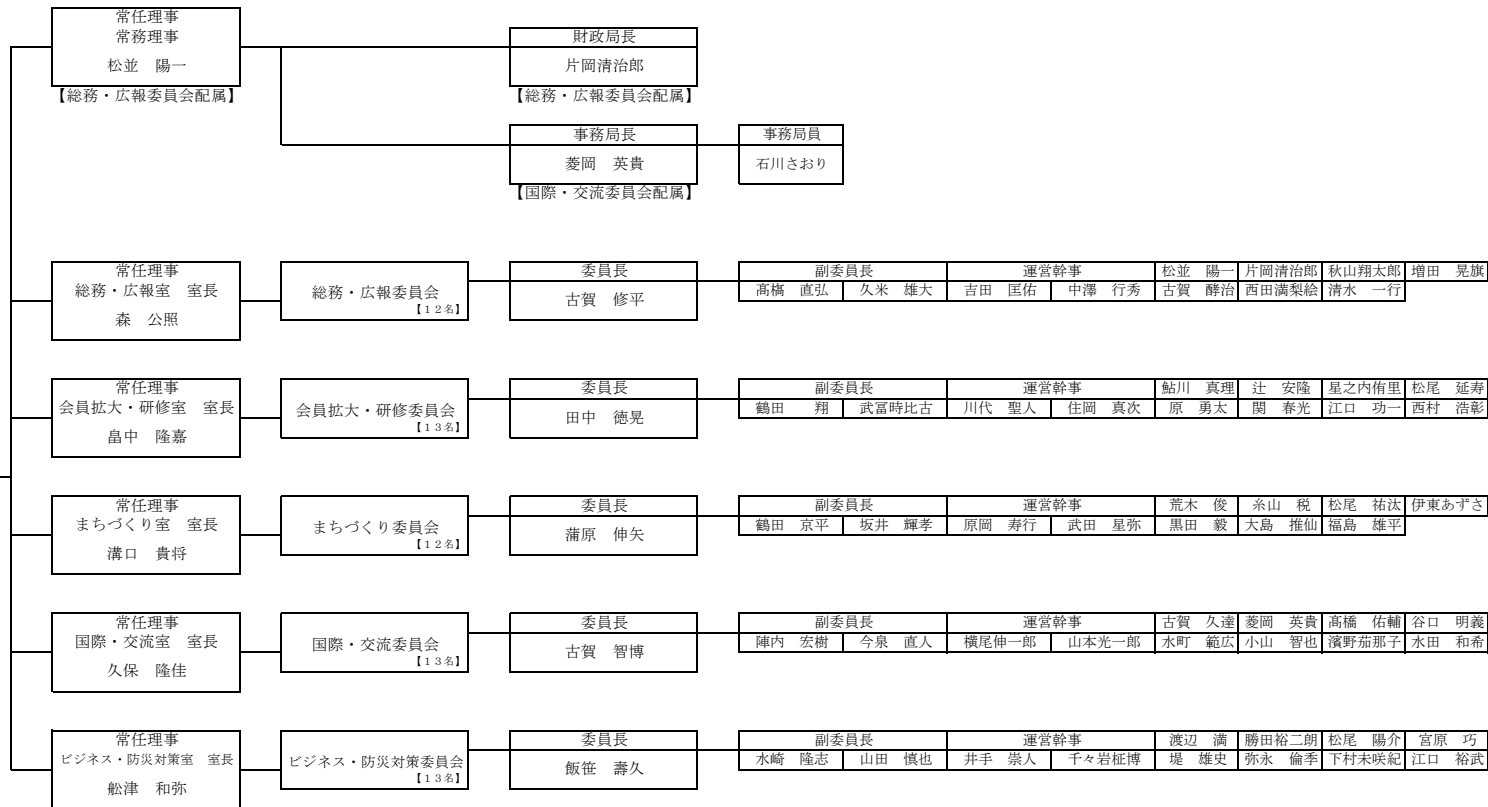 常任理事
常務理事
松並　陽一
【総務・広報委員会配属】
財政局長
片岡清治郎
【総務・広報委員会配属】
事務局長
菱岡　英貴
【国際・交流委員会配属】
事務局員
石川さおり
常任理事
総務・広報室　室長
森　公照
総務・広報委員会
【１２名】
委員長
古賀　修平
副委員長　運営幹事　松並　陽一　片岡清治郎　秋山翔太郎　増田　晃旗
髙橋　直弘　久米　雄大　吉田　匡佑　中澤　行秀　古賀　酵治　西田満梨絵　清水　一行
常任理事
会員拡大・研修室　室長
畠中　隆嘉
会員拡大・研修委員会
【１３名】
委員長
田中　徳晃
副委員長　運営幹事　鮎川　真理　辻　安隆　星之内侑里　松尾　延寿
鶴田　翔　武冨時比古　川代　聖人　住岡　真次　原　勇太　関　春光　江口　功一　西村　浩彰
常任理事
まちづくり室　室長
溝口　貴将
まちづくり委員会
【１２名】
委員長
蒲原　伸矢
副委員長　運営幹事　荒木　俊　糸山　税　松尾　祐汰　伊東あずさ
鶴田　京平　坂井　輝孝　原岡　寿行　武田　星弥　黒田　毅　大島　推仙　福島　雄平
常任理事
国際・交流室　室長
久保　隆佳
国際・交流委員会
【１３名】
委員長
古賀　智博
副委員長　運営幹事　古賀　久達　菱岡　英貴　髙橋　佑輔　谷口　明義
陣内　宏樹　今泉　直人　横尾伸一郎　山本光一郎　水町　範広　小山　智也　濱野茄那子　水田　和希
常任理事
ビジネス・防災対策室　室長
舩津　和弥
ビジネス・防災対策委員会
【１３名】
委員長
飯笹　壽久
副委員長　運営幹事　渡辺　満　勝田裕二朗　松尾　陽介　宮原　巧
水崎　隆志　山田　慎也　井手　崇人　千々岩柾博　堤　雄史　弥永　倫季　下村未咲紀　江口　裕武